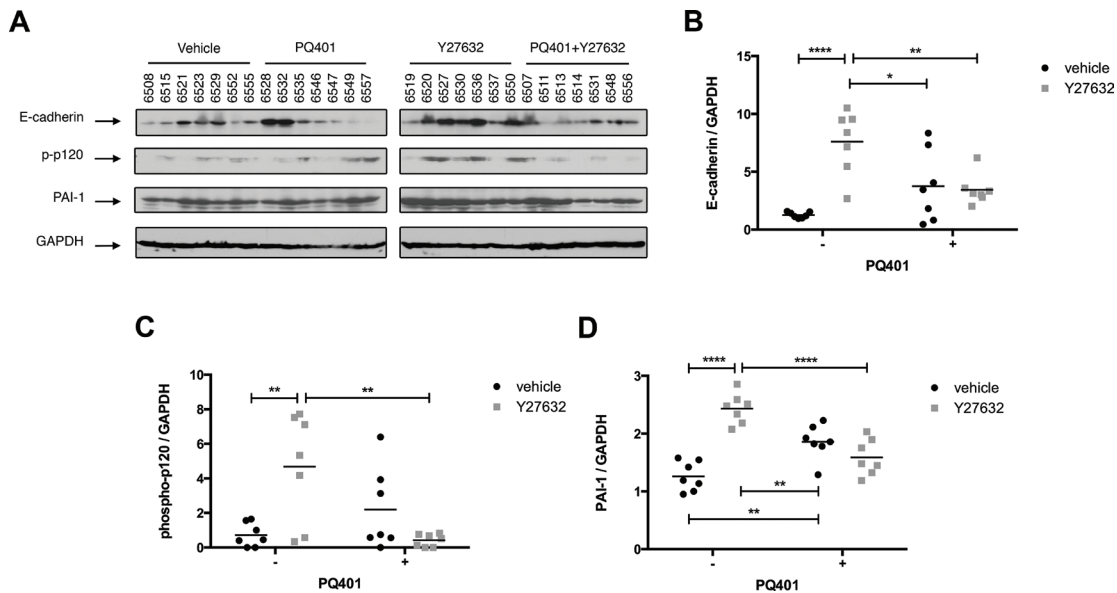 A
Vehicle PQ401 Y27632 PQ401+Y27632
6508 6515 6521 6523 6529 6552 6555 6528 6532 6535 6546 6547 6549 6557 6519 6520 6527 6530 6536 6537 6550 6507 6511 6513 6514 6531 6548 6556
E-cadherin
p-p120
PAI-1
GAPDH
B
**** **
*
15
10
5
0
E-cadherin / GAPDH
- +
PQ401
vehicle
Y27632
C
** **
10
8
6
4
2
0
phospho-p120 / GAPDH
- +
PQ401
vehicle
Y27632
D
**** ****
3
2
1
0
**
**
PAI-1 / GAPDH
- +
PQ401
vehicle
Y27632